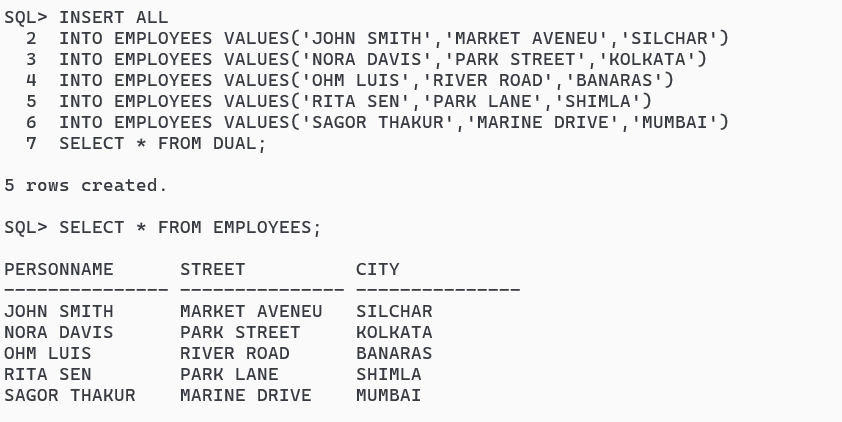 SQL> INSERT ALL
  2  INTO EMPLOYEES VALUES('JOHN SMITH','MARKET AVENEU','SILCHAR')
  3  INTO EMPLOYEES VALUES('NORA DAVIS','PARK STREET','KOLKATA')
  4  INTO EMPLOYEES VALUES('OHM LUIS','RIVER ROAD','BANARAS')
  5  INTO EMPLOYEES VALUES('RITA SEN','PARK LANE','SHIMLA')
  6  INTO EMPLOYEES VALUES('SAGOR THAKUR','MARINE DRIVE','MUMBAI')
  7  SELECT * FROM DUAL;
5 rows created.
SQL> SELECT * FROM EMPLOYEES;
PERSONNAME      STREET          CITY
--------------- --------------- ---------------
JOHN SMITH      MARKET AVENEU   SILCHAR
NORA DAVIS      PARK STREET     KOLKATA
OHM LUIS        RIVER ROAD      BANARAS
RITA SEN        PARK LANE       SHIMLA
SAGOR THAKUR    MARINE DRIVE    MUMBAI